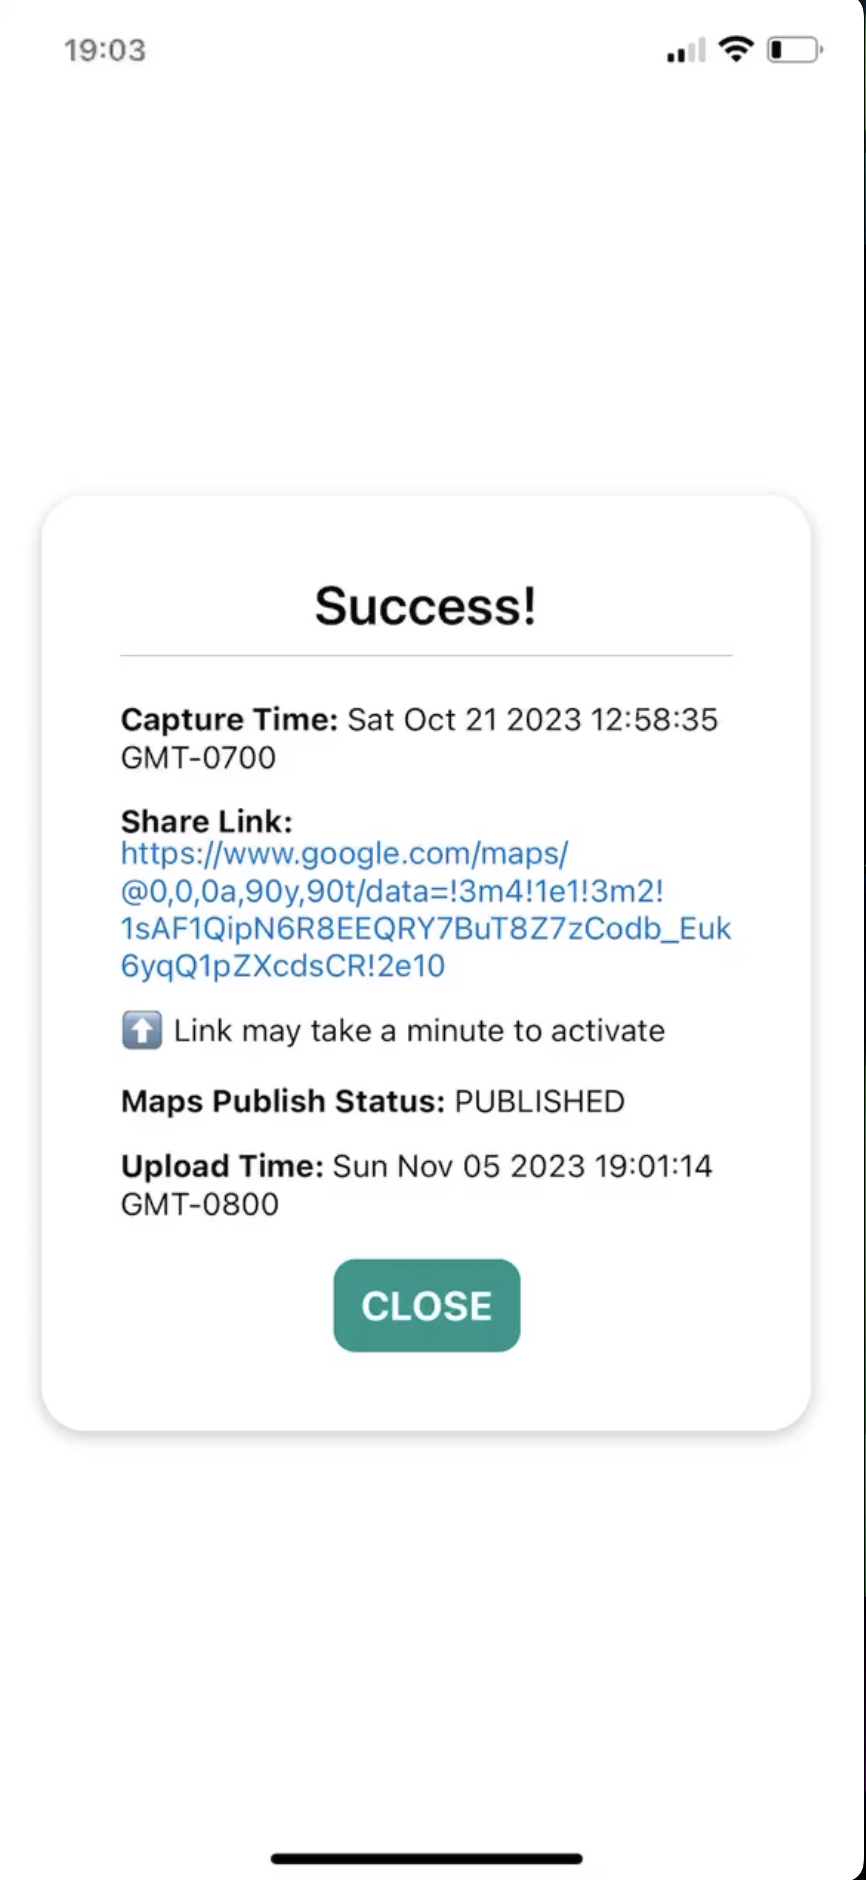 19:03
Success!
Capture Time: Sat Oct 21 2023 12:58:35
GMT-0700
Share Link:
https://www.google.com/maps/
@0,0,0a,90y,90t/data=!3m4!1e1!3m2!
1sAF1QipN6R8EEQRY7BuT8Z7zCodb_Euk
6yqQ1pZXcdsCR!2e10
Link may take a minute to activate
Maps Publish Status: PUBLISHED
Upload Time: Sun Nov 05 2023 19:01:14
GMT-0800
CLOSE